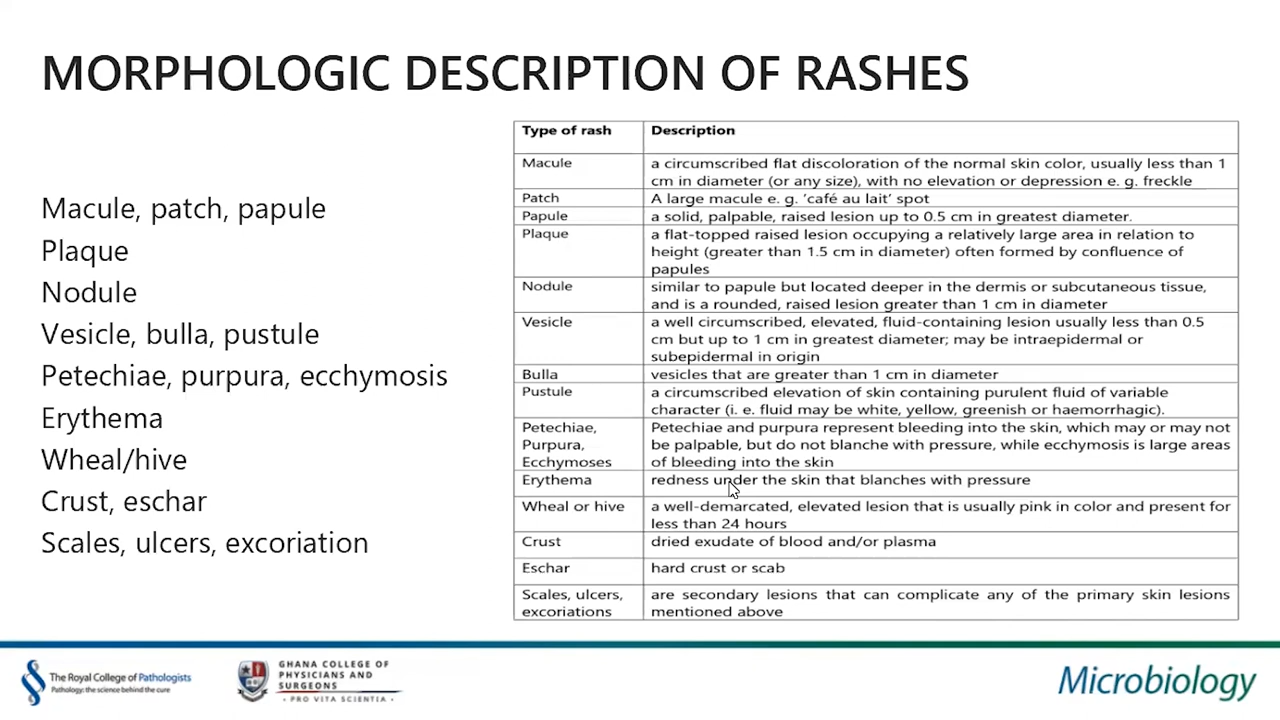 MORPHOLOGIC DESCRIPTION OF RASHES
Macule, patch, papule
Plaque
Nodule
Vesicle, bulla, pustule
Petechiae, purpura, ecchymosis
Erythema
Wheal/hive
Crust, eschar
Scales, ulcers, excoriation
Type of rash Description
Macule a circumscribed flat discoloration of the normal skin color, usually less than 1
cm in diameter (or any size), with no elevation or depression e. g. freckle
Patch A large macule e. g. ‘café au lait’ spot
Papule a solid, palpable, raised lesion up to 0.5 cm in greatest diameter.
Plaque a flat-topped raised lesion occupying a relatively large area in relation to
height (greater than 1.5 cm in diameter) often formed by confluence of
papules
Nodule similar to papule but located deeper in the dermis or subcutaneous tissue,
and is a rounded, raised lesion greater than 1 cm in diameter
Vesicle a well circumscribed, elevated, fluid-containing lesion usually less than 0.5
cm but up to 1 cm in greatest diameter; may be intraepidermal or
subepidermal in origin
Bulla vesicles that are greater than 1 cm in diameter
Pustule a circumscribed elevation of skin containing purulent fluid of variable
character (i. e. fluid may be white, yellow, greenish or haemorrhagic).
Petechiae, Petechiae and purpura represent bleeding into the skin, which may or may not
Purpura, be palpable, but do not blanche with pressure, while ecchymosis is large areas
Ecchymoses of bleeding into the skin
Erythema redness under the skin that blanches with pressure
Wheal or hive a well-demarcated, elevated lesion that is usually pink in color and present for
less than 24 hours
Crust dried exudate of blood and/or plasma
Eschar hard crust or scab
Scales, ulcers, are secondary lesions that can complicate any of the primary skin lesions
excoriations mentioned above
The Royal College of Pathologists
Pathology: the science behind the cure
GHANA COLLEGE OF
PHYSICIANS AND
SURGEONS
• PRO VITA SCIENTIA •
Microbiology